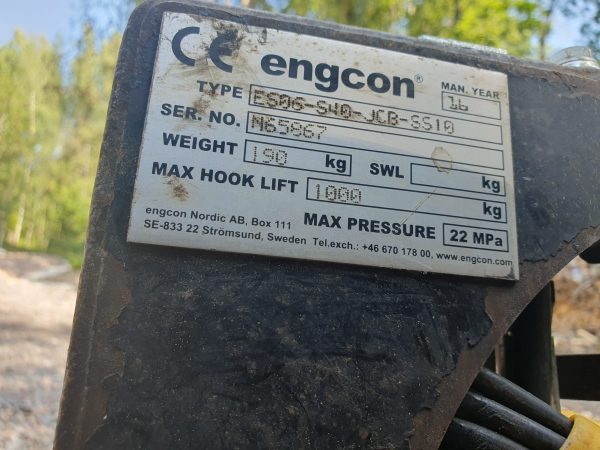 CE engcon®
MAN. YEAR
TYPE ES06-S40-JCB-SS10 16
SER. NO. M65867
WEIGHT 190 kg SWL kg
MAX HOOK LIFT 1000 kg
engcon Nordic AB, Box 111 MAX PRESSURE 22 MPa
SE-833 22 Strömsund, Sweden Tel.exch.: +46 670 178 00, www.engcon.com